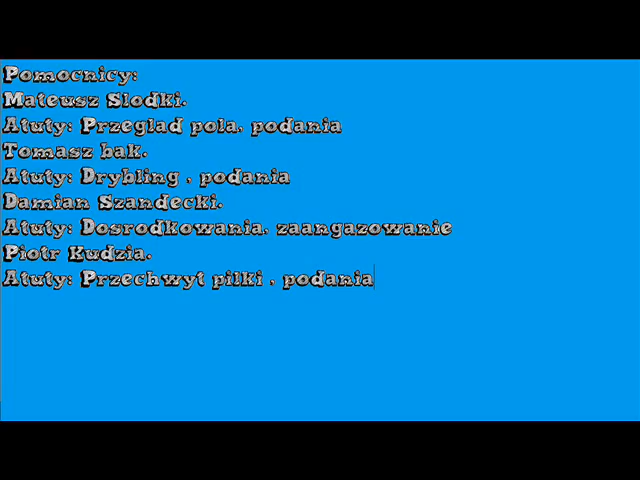 Pomocnicy:
Mateusz Slodki.
Atuty: Przeglad pola, podania
Tomasz bak.
Atuty: Drybling , podania
Damian Szandecki.
Atuty: Dosrodkowania, zaangazowanie
Piotr Kudzia.
Atuty: Przechwyt pilki , podania